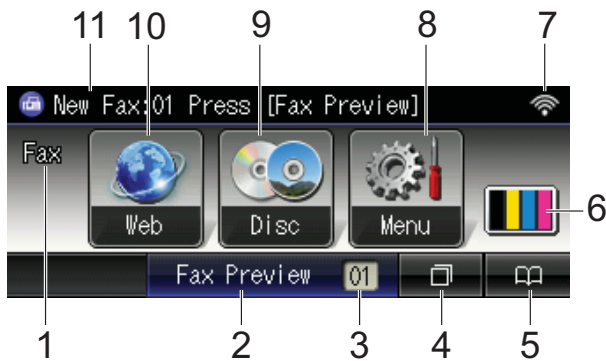 11 10 9 8 7
New Fax:01 Press [Fax Preview]
Fax
Web Disc Menu
6
Fax Preview 01
1 2 3 4 5